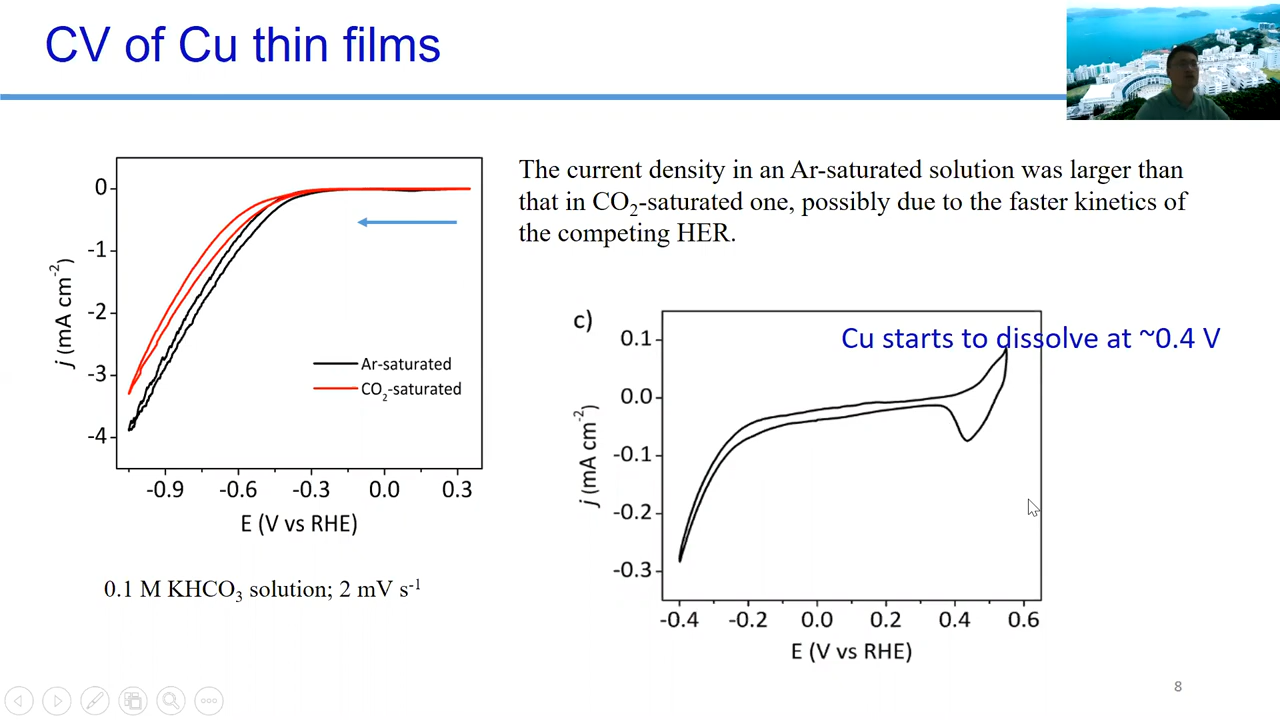 CV of Cu thin films
The current density in an Ar-saturated solution was larger than
that in CO₂-saturated one, possibly due to the faster kinetics of
the competing HER.
0
-1
-2
-3
-4
j (mA cm⁻²)
Ar-saturated
CO₂-saturated
-0.9 -0.6 -0.3 0.0 0.3
E (V vs RHE)
0.1 M KHCO₃ solution; 2 mV s⁻¹
c)
Cu starts to dissolve at ~0.4 V
0.1
0.0
-0.1
-0.2
-0.3
j (mA cm⁻²)
-0.4 -0.2 0.0 0.2 0.4 0.6
E (V vs RHE)
8